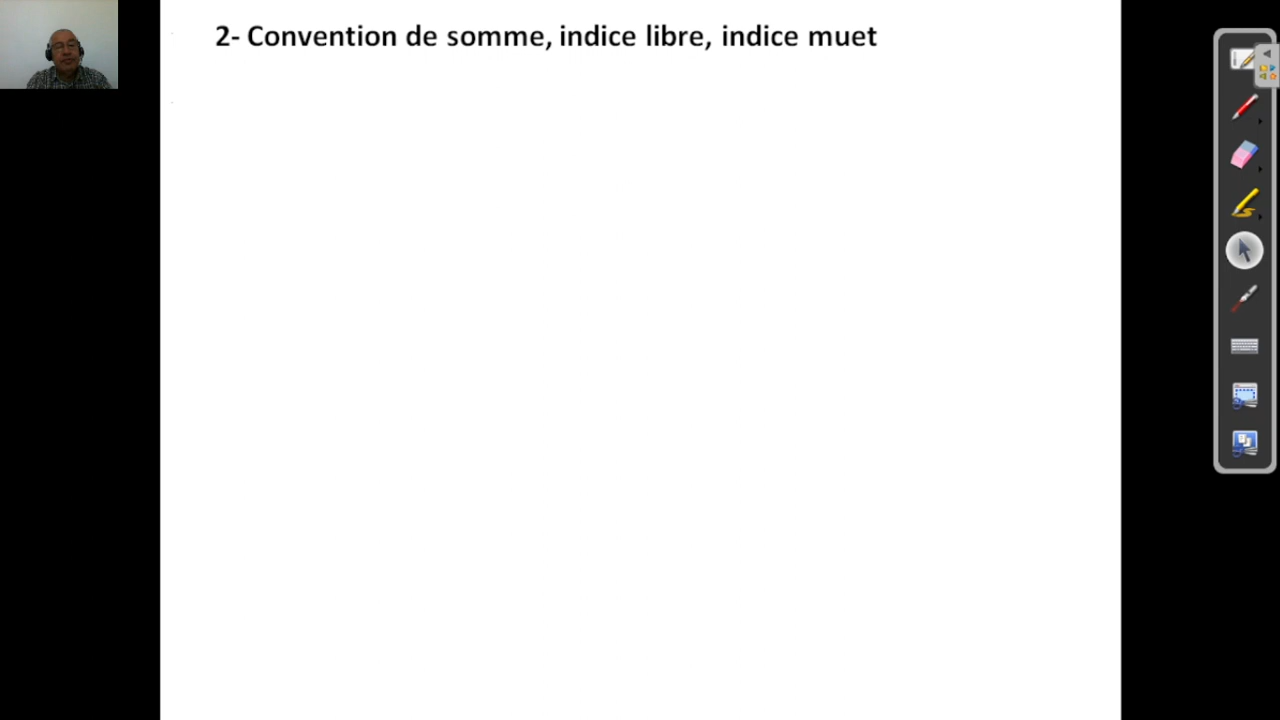 2- Convention de somme, indice libre, indice muet